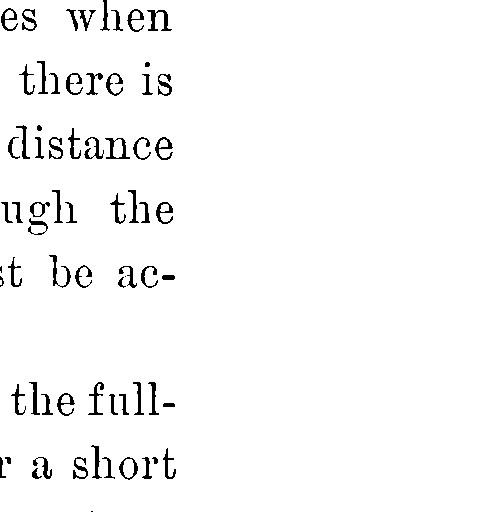 es when
there is
distance
ugh the
st be ac-
the full-
r a short